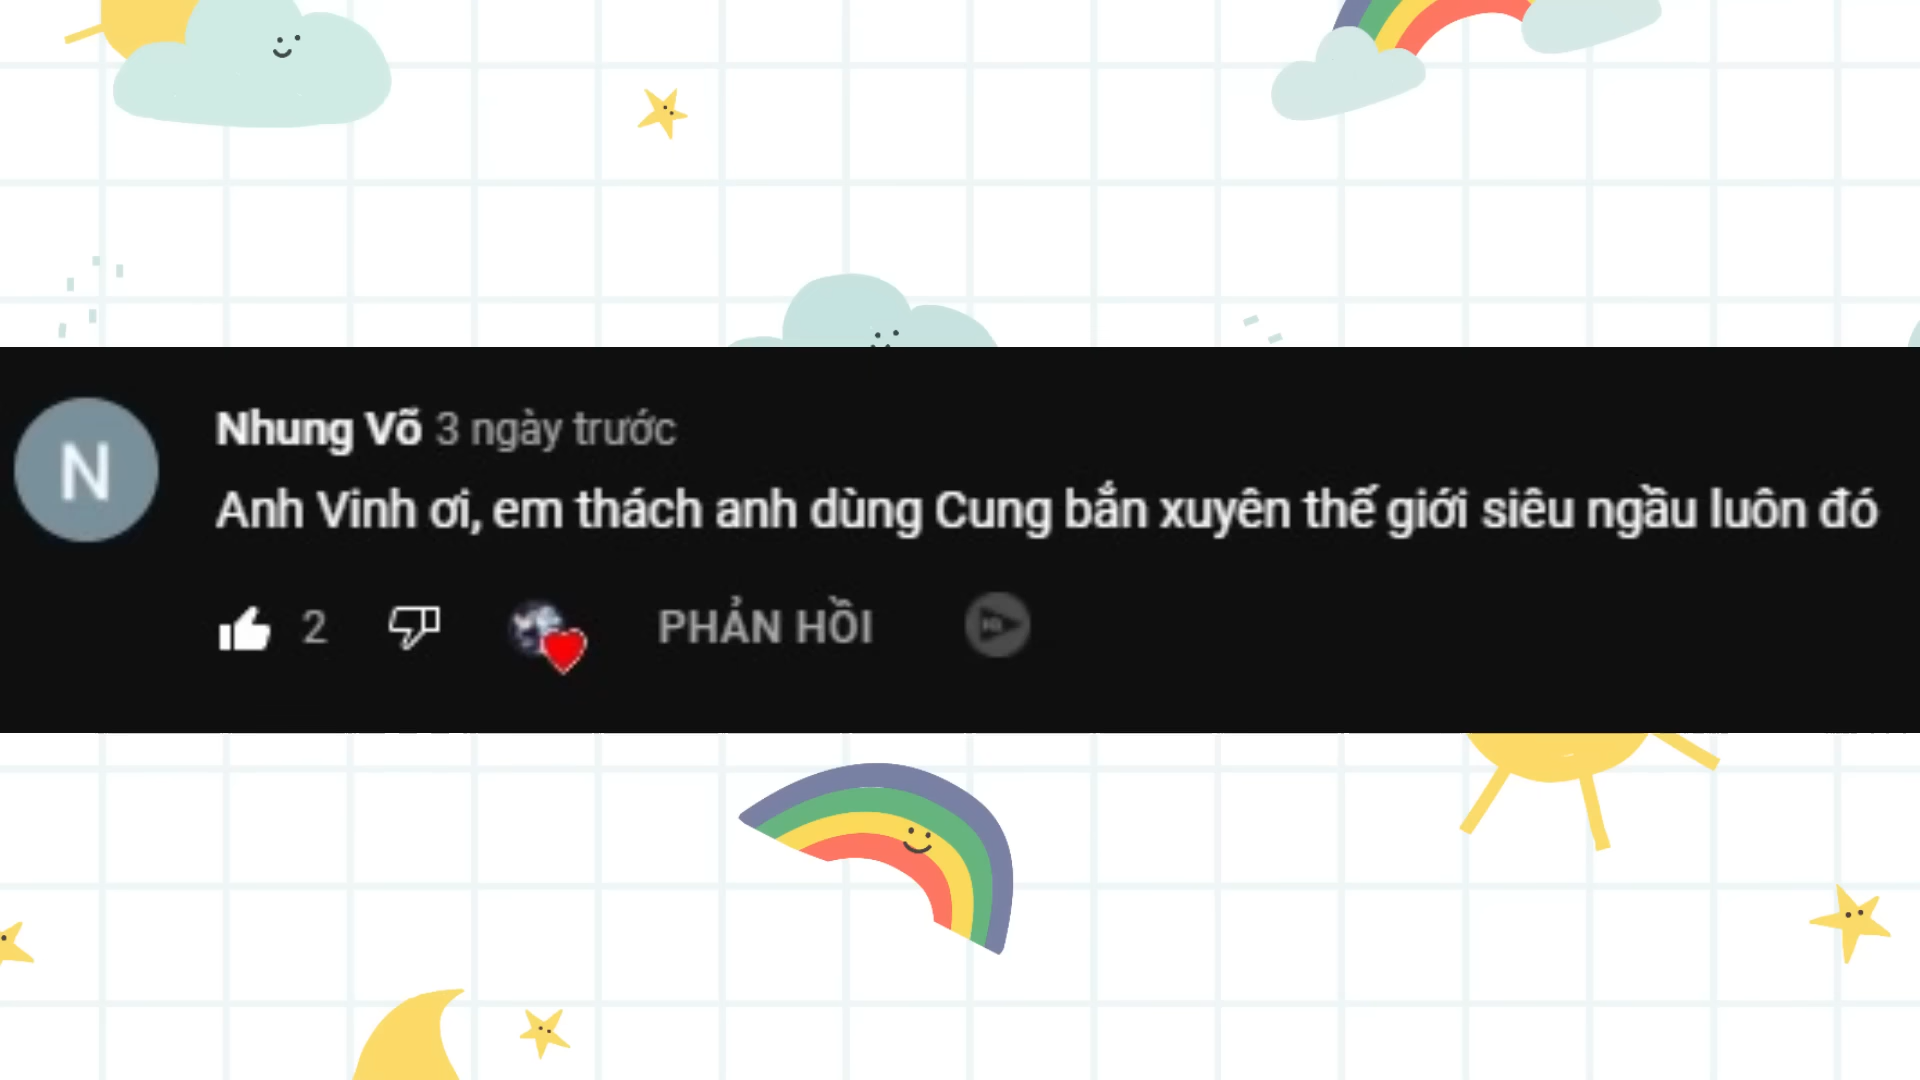 N
Nhung Võ 3 ngày trước
Anh Vinh ơi, em thách anh dùng Cung bắn xuyên thế giới siêu ngầu luôn đó
2 PHẢN HỒI